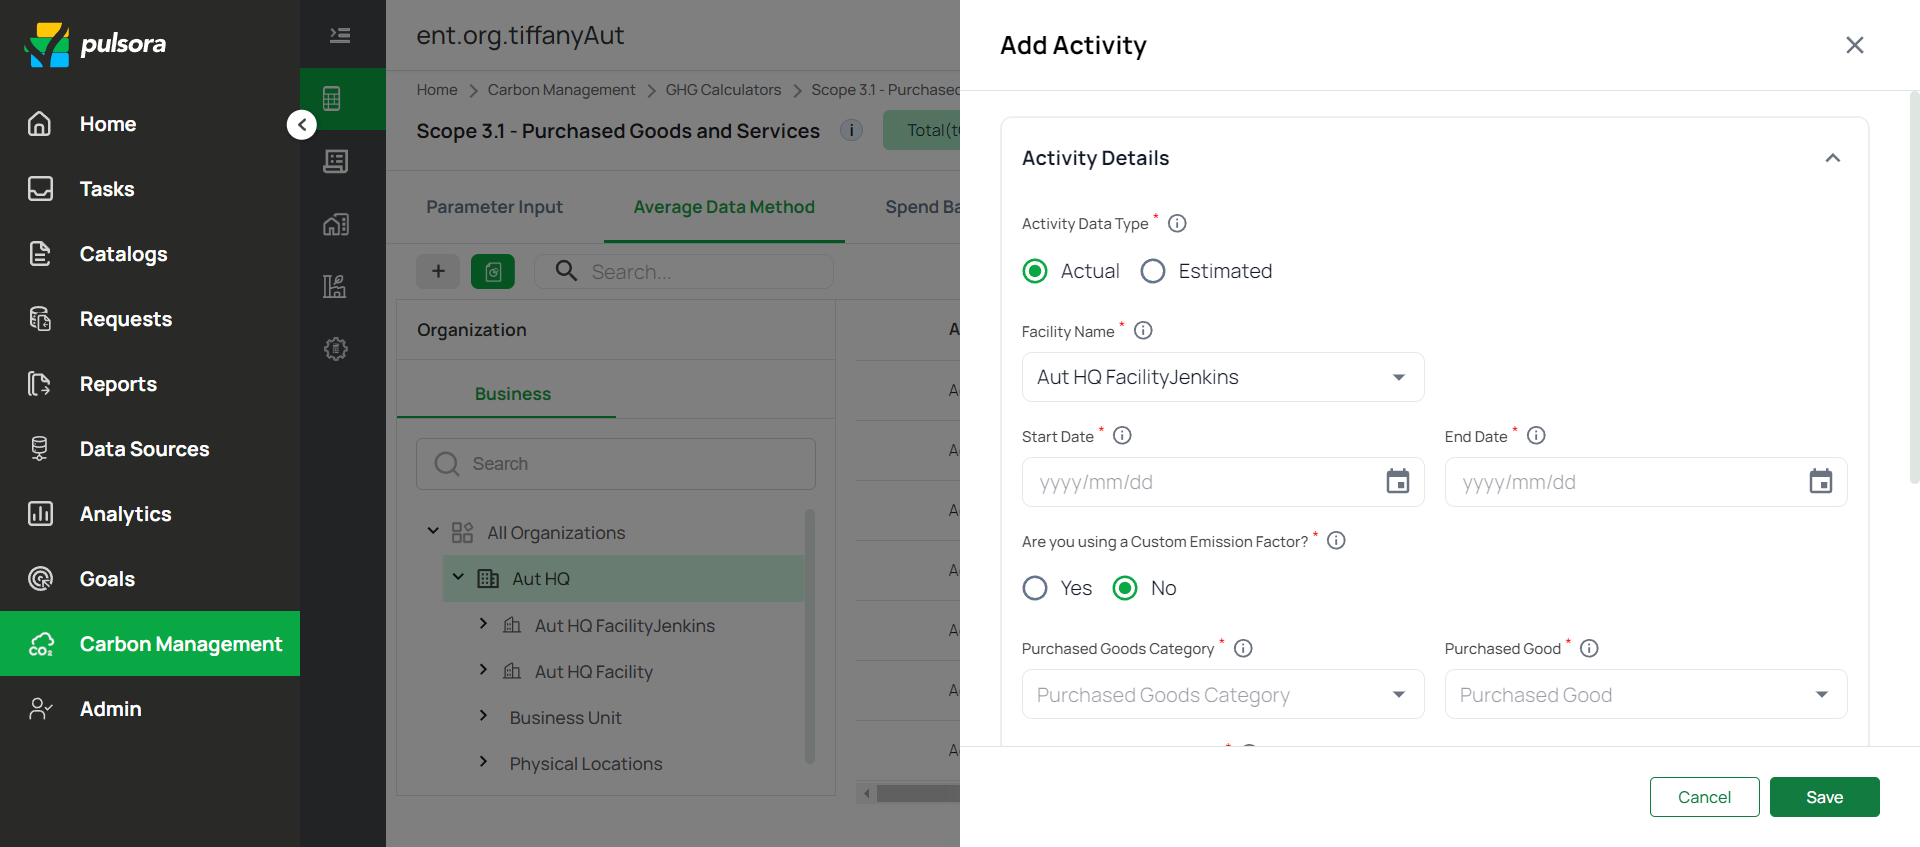 pulsora
Home
Tasks
Catalogs
Requests
Reports
Data Sources
Analytics
Goals
CO₂
Carbon Management
Admin
ent.org.tiffanyAut
Home > Carbon Management > GHG Calculators > Scope 3.1 - Purchased
Scope 3.1 - Purchased Goods and Services
Total(t
Parameter Input
Average Data Method
Spend Ba
+
Search...
Organization
Business
Search
All Organizations
Aut HQ
Aut HQ FacilityJenkins
Aut HQ Facility
Business Unit
Physical Locations
A
A
A
A
A
A
A
A
Add Activity
Activity Details
Activity Data Type *
Actual
Estimated
Facility Name *
Aut HQ FacilityJenkins
Start Date *
End Date *
yyyy/mm/dd
yyyy/mm/dd
Are you using a Custom Emission Factor? *
Yes
No
Purchased Goods Category *
Purchased Good *
Purchased Goods Category
Purchased Good
*
Cancel
Save